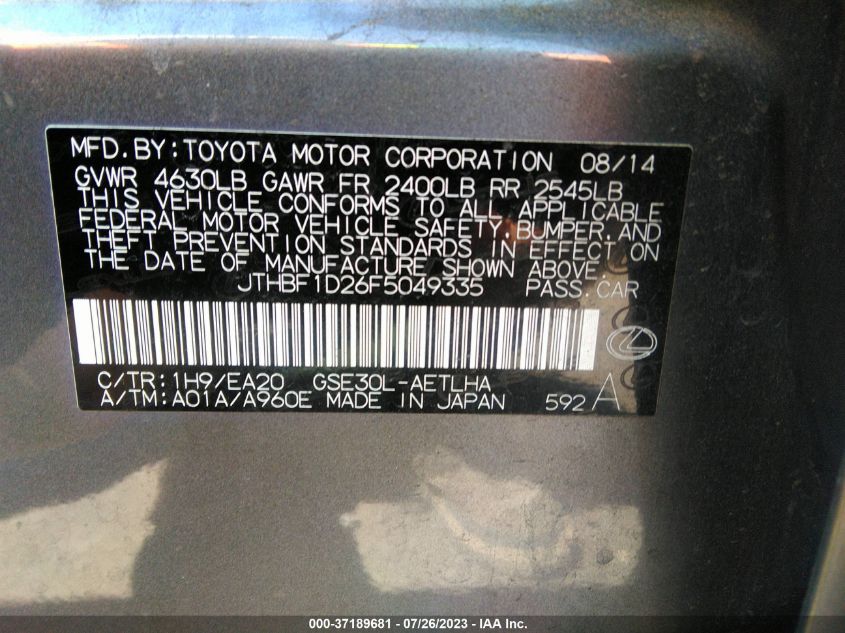 MFD.BY:TOYOTA MOTOR CORPORATION 08/14
GVWR 4630LB GAWR FR 2400LB RR 2545LB
THIS VEHICLE CONFORMS TO ALL APPLICABLE
FEDERAL MOTOR VEHICLE SAFETY,BUMPER,AND
THEFT PREVENTION STANDARDS IN EFFECT ON
THE DATE OF MANUFACTURE SHOWN ABOVE.
JTHBF1D26F5049335 PASS.CAR
C/TR:1H9/EA20 GSE30L-AETLHA
A/TM:A01A/A960E MADE IN JAPAN 592 A
000-37189681 - 07/26/2023 - IAA Inc.